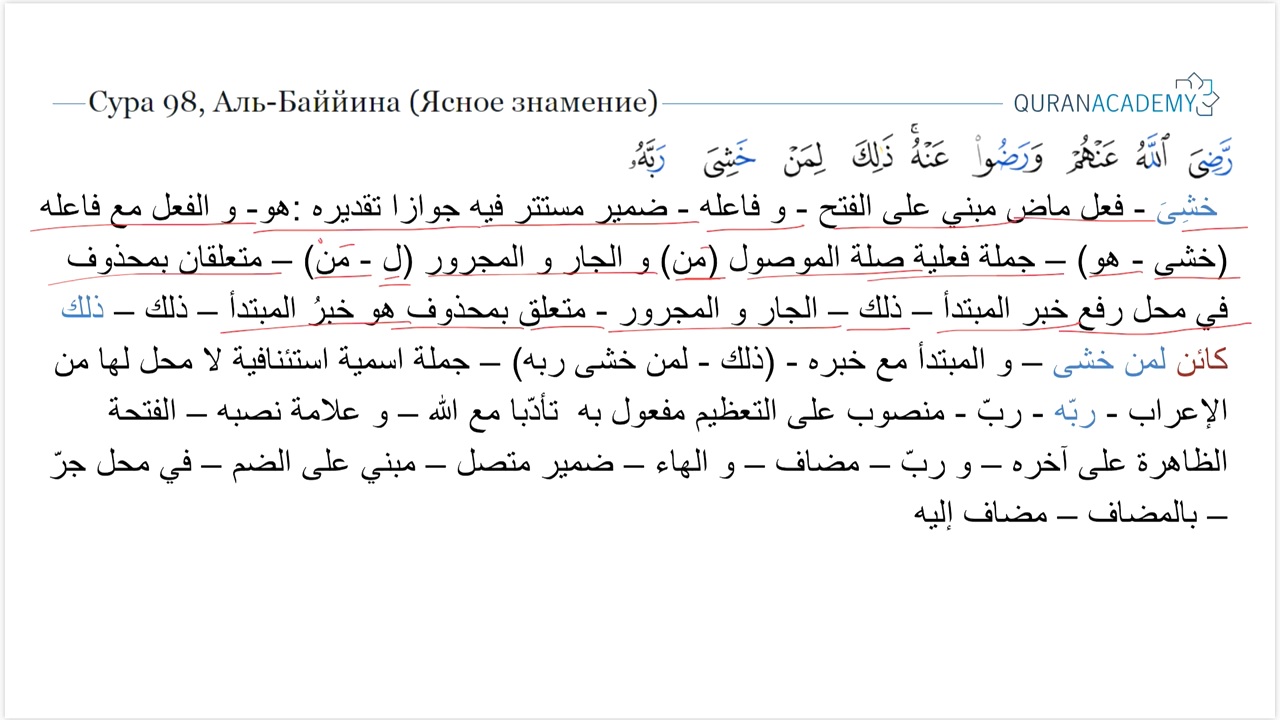 Сура 98, Аль-Баййина (Ясное знамение)
QURANACADEMY
رَّضِىَ ٱللَّهُ عَنْهُمْ وَرَضُوا۟ عَنْهُ ۚ ذَٰلِكَ لِمَنْ خَشِىَ رَبَّهُۥ
خشِىَ - فعل ماض مبني على الفتح - و فاعله - ضمير مستتر فيه جوازا تقديره :هو- و الفعل مع فاعله
(خشى - هو) – جملة فعلية صلة الموصول (مَن) و الجار و المجرور (ل - مَنْ) – متعلقان بمحذوف
في محل رفع خبر المبتدأ – ذلك – الجار و المجرور - متعلق بمحذوف هو خبرُ المبتدأ – ذلك – ذلك
كائن لمن خشى – و المبتدأ مع خبره - (ذلك - لمن خشى ربه) – جملة اسمية استئنافية لا محل لها من
الإعراب - ربّه - ربّ - منصوب على التعظيم مفعول به تأدّبا مع الله – و علامة نصبه – الفتحة
الظاهرة على آخره – و ربّ – مضاف – و الهاء – ضمير متصل – مبني على الضم – في محل جرّ
– بالمضاف – مضاف إليه